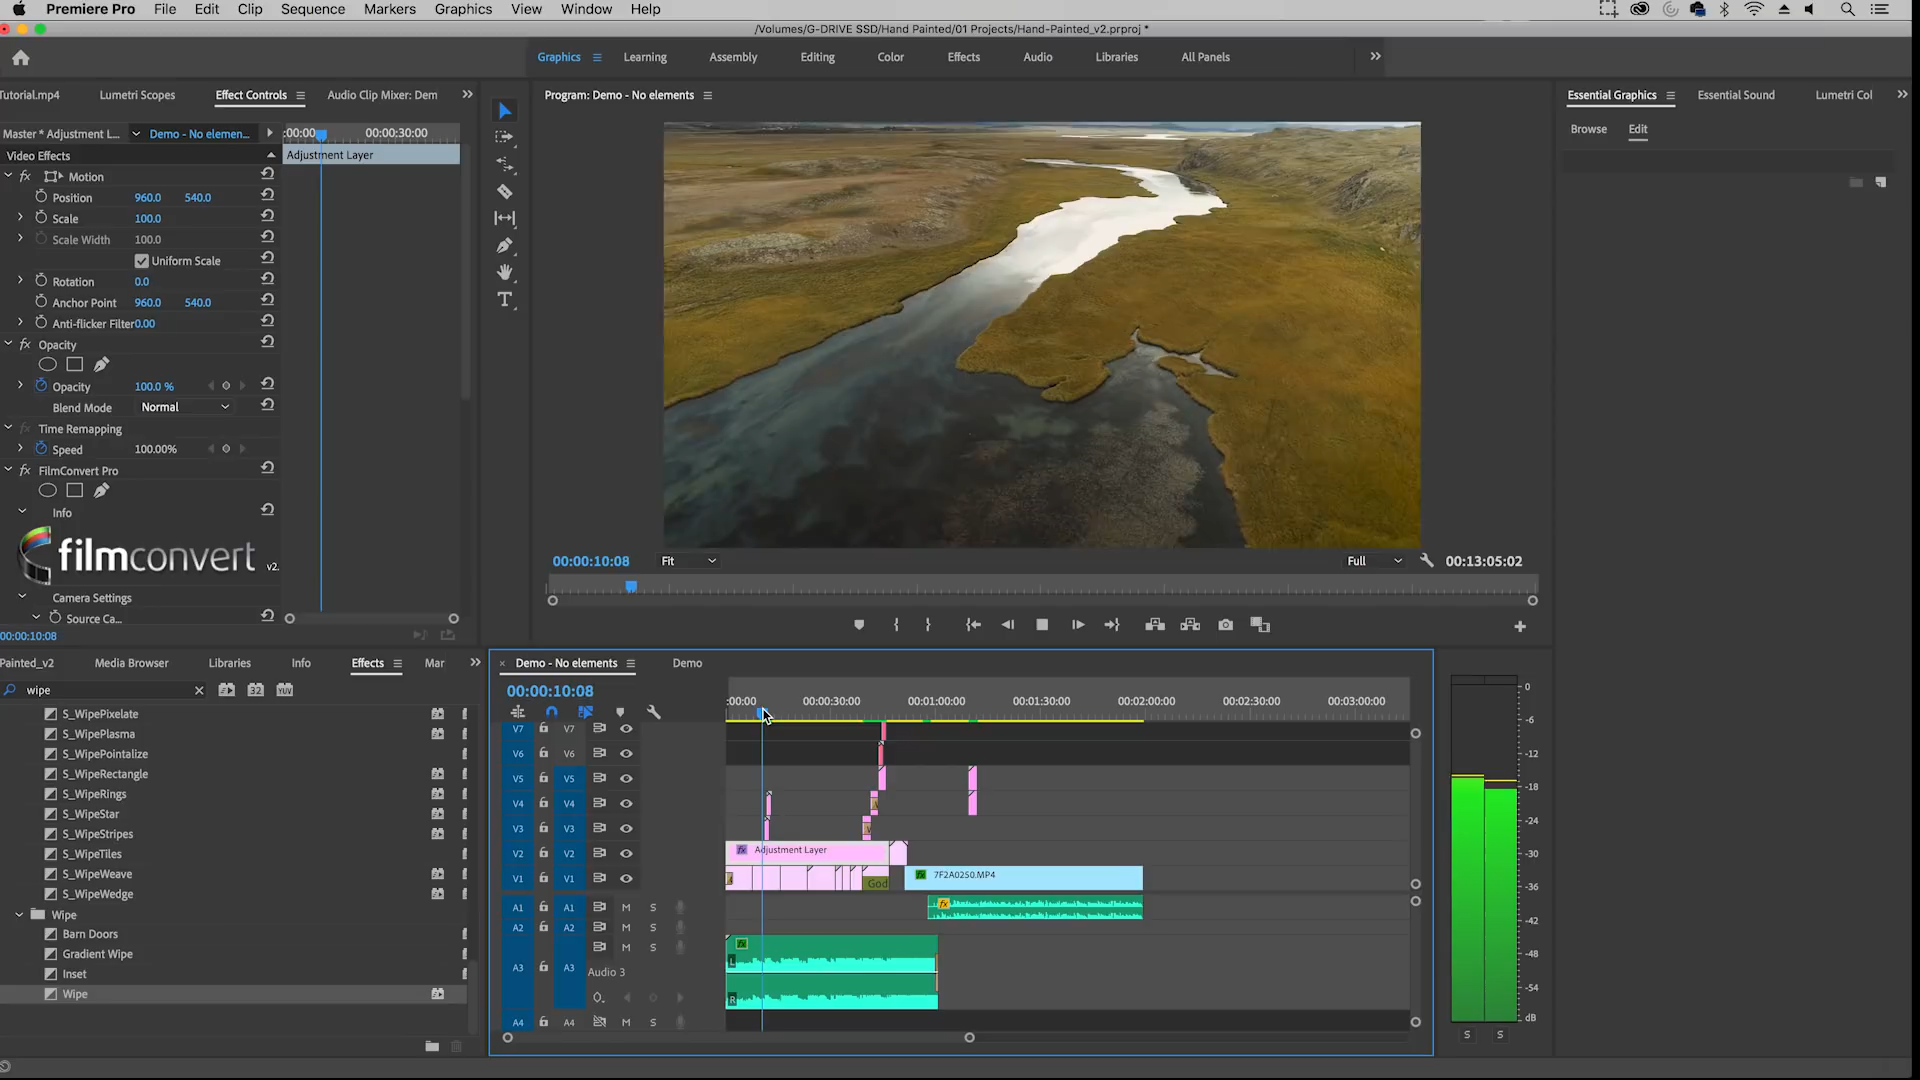 Premiere Pro File Edit Clip Sequence Markers Graphics View Window Help
/Volumes/G-DRIVE SSD/Hand Painted/01 Projects/Hand-Painted_v2.prproj *
Graphics Learning Assembly Editing Color Effects Audio Libraries All Panels
Tutorial.mp4 Lumetri Scopes Effect Controls Audio Clip Mixer: Dem
Program: Demo - No elements
Essential Graphics Essential Sound Lumetri Col
Browse Edit
Master * Adjustment L... Demo - No elemen... :00:00 00:00:30:00
Video Effects
Adjustment Layer
fx Motion
Position 960.0 540.0
Scale 100.0
Scale Width 100.0
Uniform Scale
Rotation 0.0
Anchor Point 960.0 540.0
Anti-flicker Filter 0.00
fx Opacity
Opacity 100.0 %
Blend Mode Normal
fx Time Remapping
Speed 100.00%
fx FilmConvert Pro
Info
filmconvert v2.
Camera Settings
Source Ca...
00:00:10:08
00:00:10:08 Fit Full 00:13:05:02
Painted_v2 Media Browser Libraries Info Effects Mar
wipe 32 YUV
S_WipePixelate
S_WipePlasma
S_WipePointalize
S_WipeRectangle
S_WipeRings
S_WipeStar
S_WipeStripes
S_WipeTiles
S_WipeWeave
S_WipeWedge
Wipe
Barn Doors
Gradient Wipe
Inset
Wipe
× Demo - No elements Demo
00:00:10:08
:00:00 00:00:30:00 00:01:00:00 00:01:30:00 00:02:00:00 00:02:30:00 00:03:00:00
V7 V7
V6 V6
V5 V5
V4 V4
V3 V3
V2 V2 fx Adjustment Layer
V1 V1 God fx 7F2A0250.MP4
A1 A1 M S fx
A2 A2 M S
M S fx
A3 A3 Audio 3 L
R
A4 A4 M S
0
-6
-12
-18
-24
-30
-36
-42
-48
-54
dB
S S